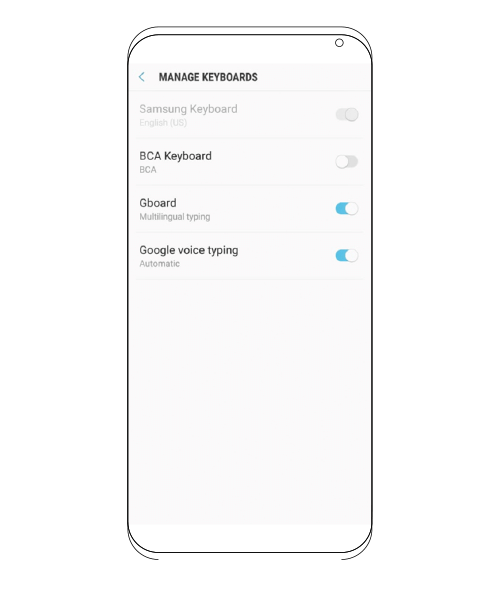 MANAGE KEYBOARDS
Samsung Keyboard
English (US)
BCA Keyboard
BCA
Gboard
Multilingual typing
Google voice typing
Automatic